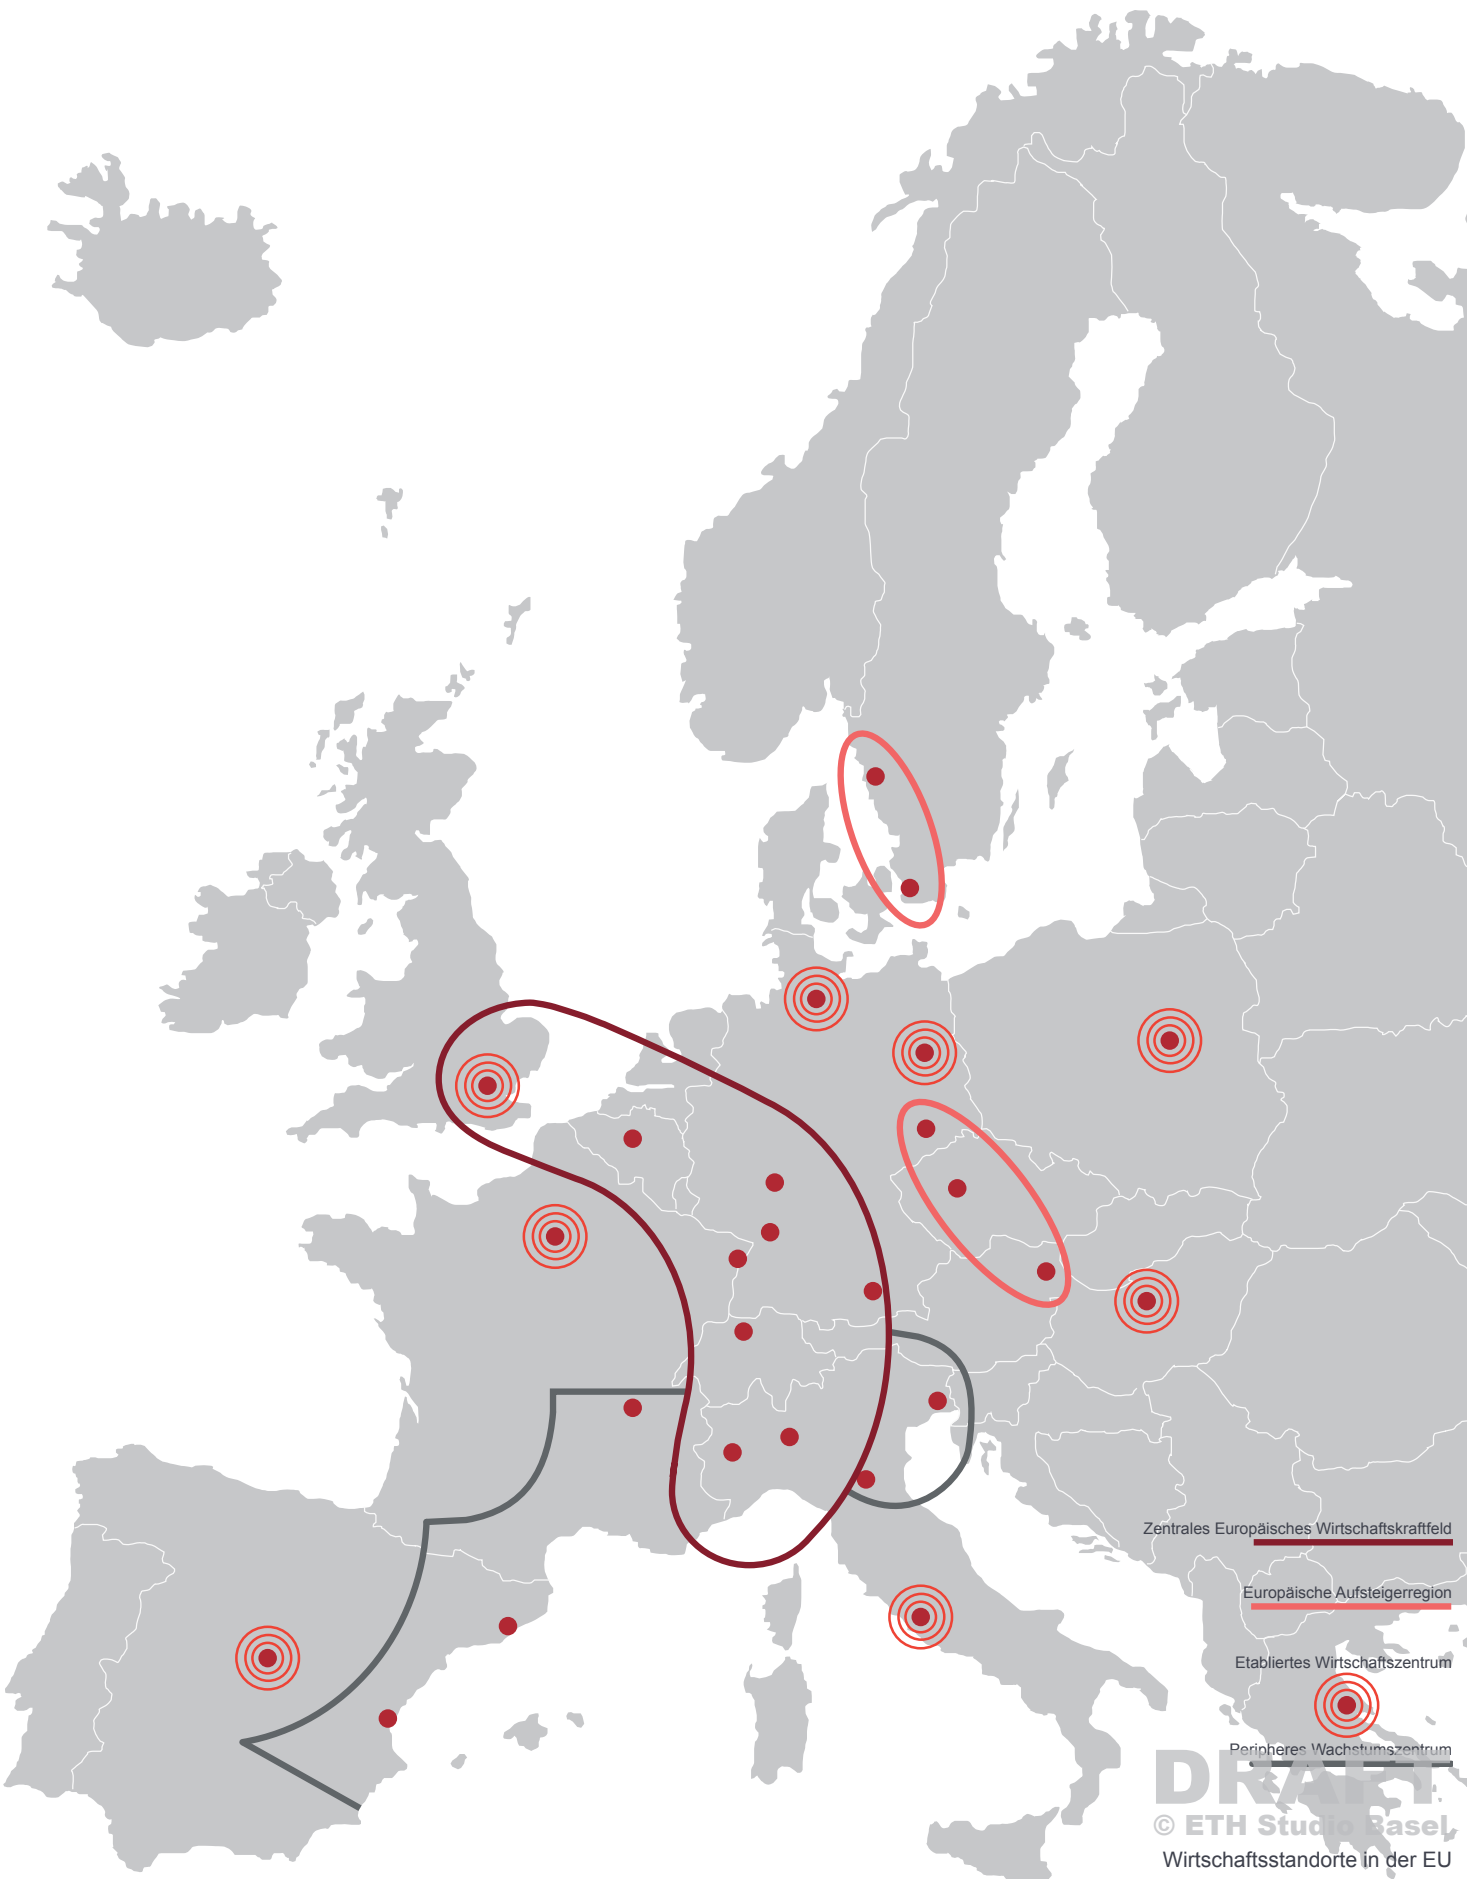 Zentrales Europäisches Wirtschaftskraftfeld
Europäische Aufsteigerregion
Etabliertes Wirtschaftszentrum
Peripheres Wachstumszentrum
DRAFT
© ETH Studio Basel
Wirtschaftsstandorte in der EU